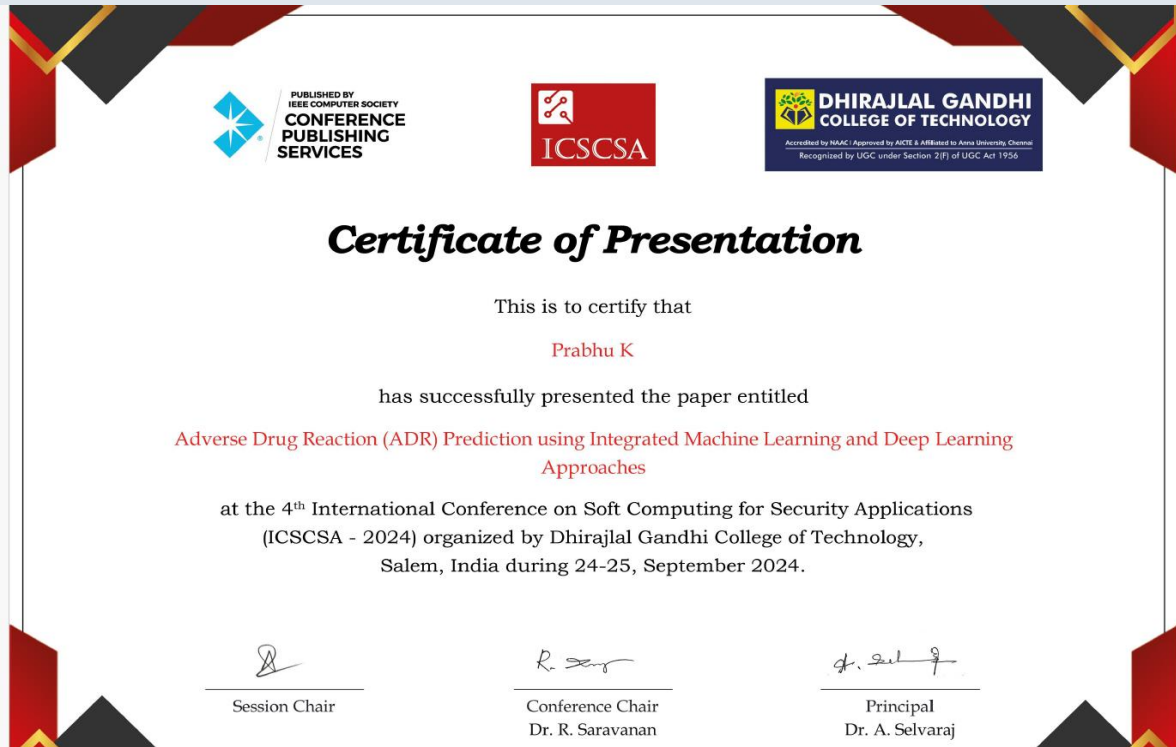 PUBLISHED BY
IEEE COMPUTER SOCIETY
CONFERENCE
PUBLISHING
SERVICES
ICSCSA
DHIRAJLAL GANDHI
COLLEGE OF TECHNOLOGY
Accredited by NAAC | Approved by AICTE & Affiliated to Anna University, Chennai
Recognized by UGC under Section 2(F) of UGC Act 1956
Certificate of Presentation
This is to certify that
Prabhu K
has successfully presented the paper entitled
Adverse Drug Reaction (ADR) Prediction using Integrated Machine Learning and Deep Learning
Approaches
at the 4th International Conference on Soft Computing for Security Applications
(ICSCSA - 2024) organized by Dhirajlal Gandhi College of Technology,
Salem, India during 24-25, September 2024.
Session Chair
Conference Chair
Dr. R. Saravanan
Principal
Dr. A. Selvaraj